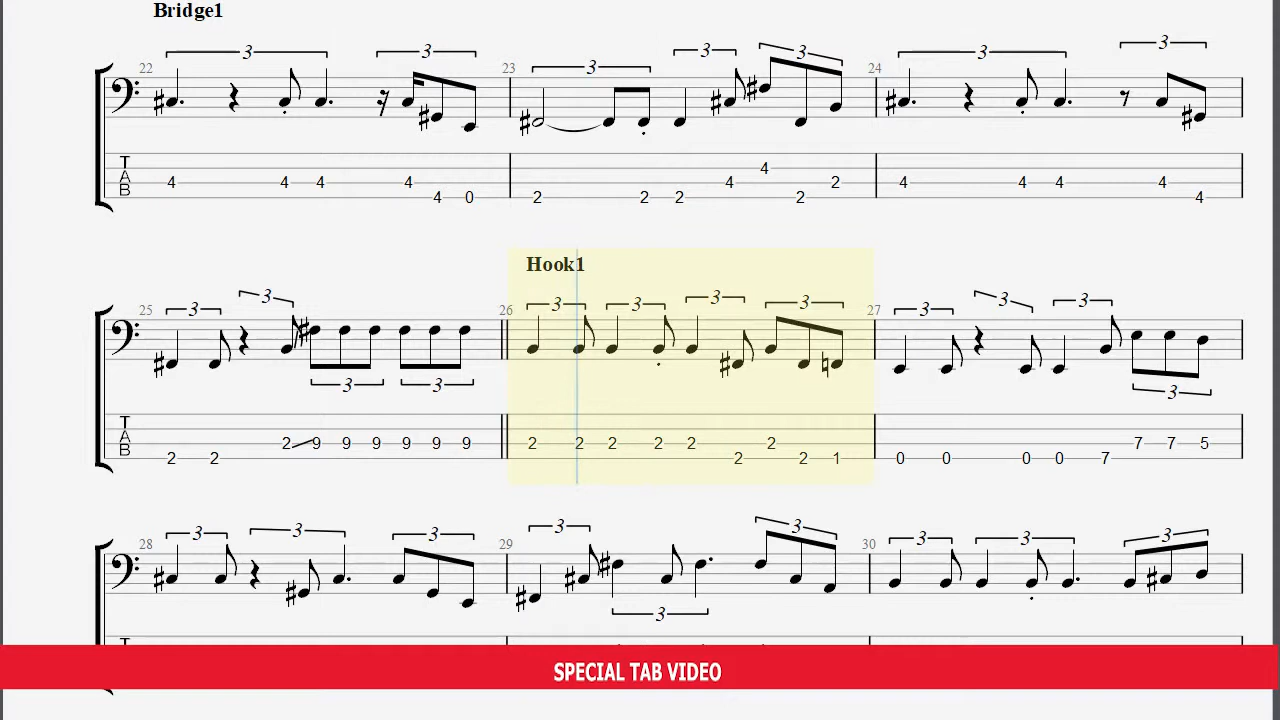 Bridge1
3 3 3 3 3 3 3
22 23 24
T
A
B
4 4 4 4 4 0 2 2 2 4 4 2 2 4 4 4 4 4
Hook1
3 3 3 3 3 3 3 3 3
25 26 27
3 3 3
T
A
B
2 2 2 9 9 9 9 9 9 2 2 2 2 2 2 2 2 1 0 0 0 0 7 7 7 5
3 3 3 3 3 3 3 3
28 29 30
3
SPECIAL TAB VIDEO